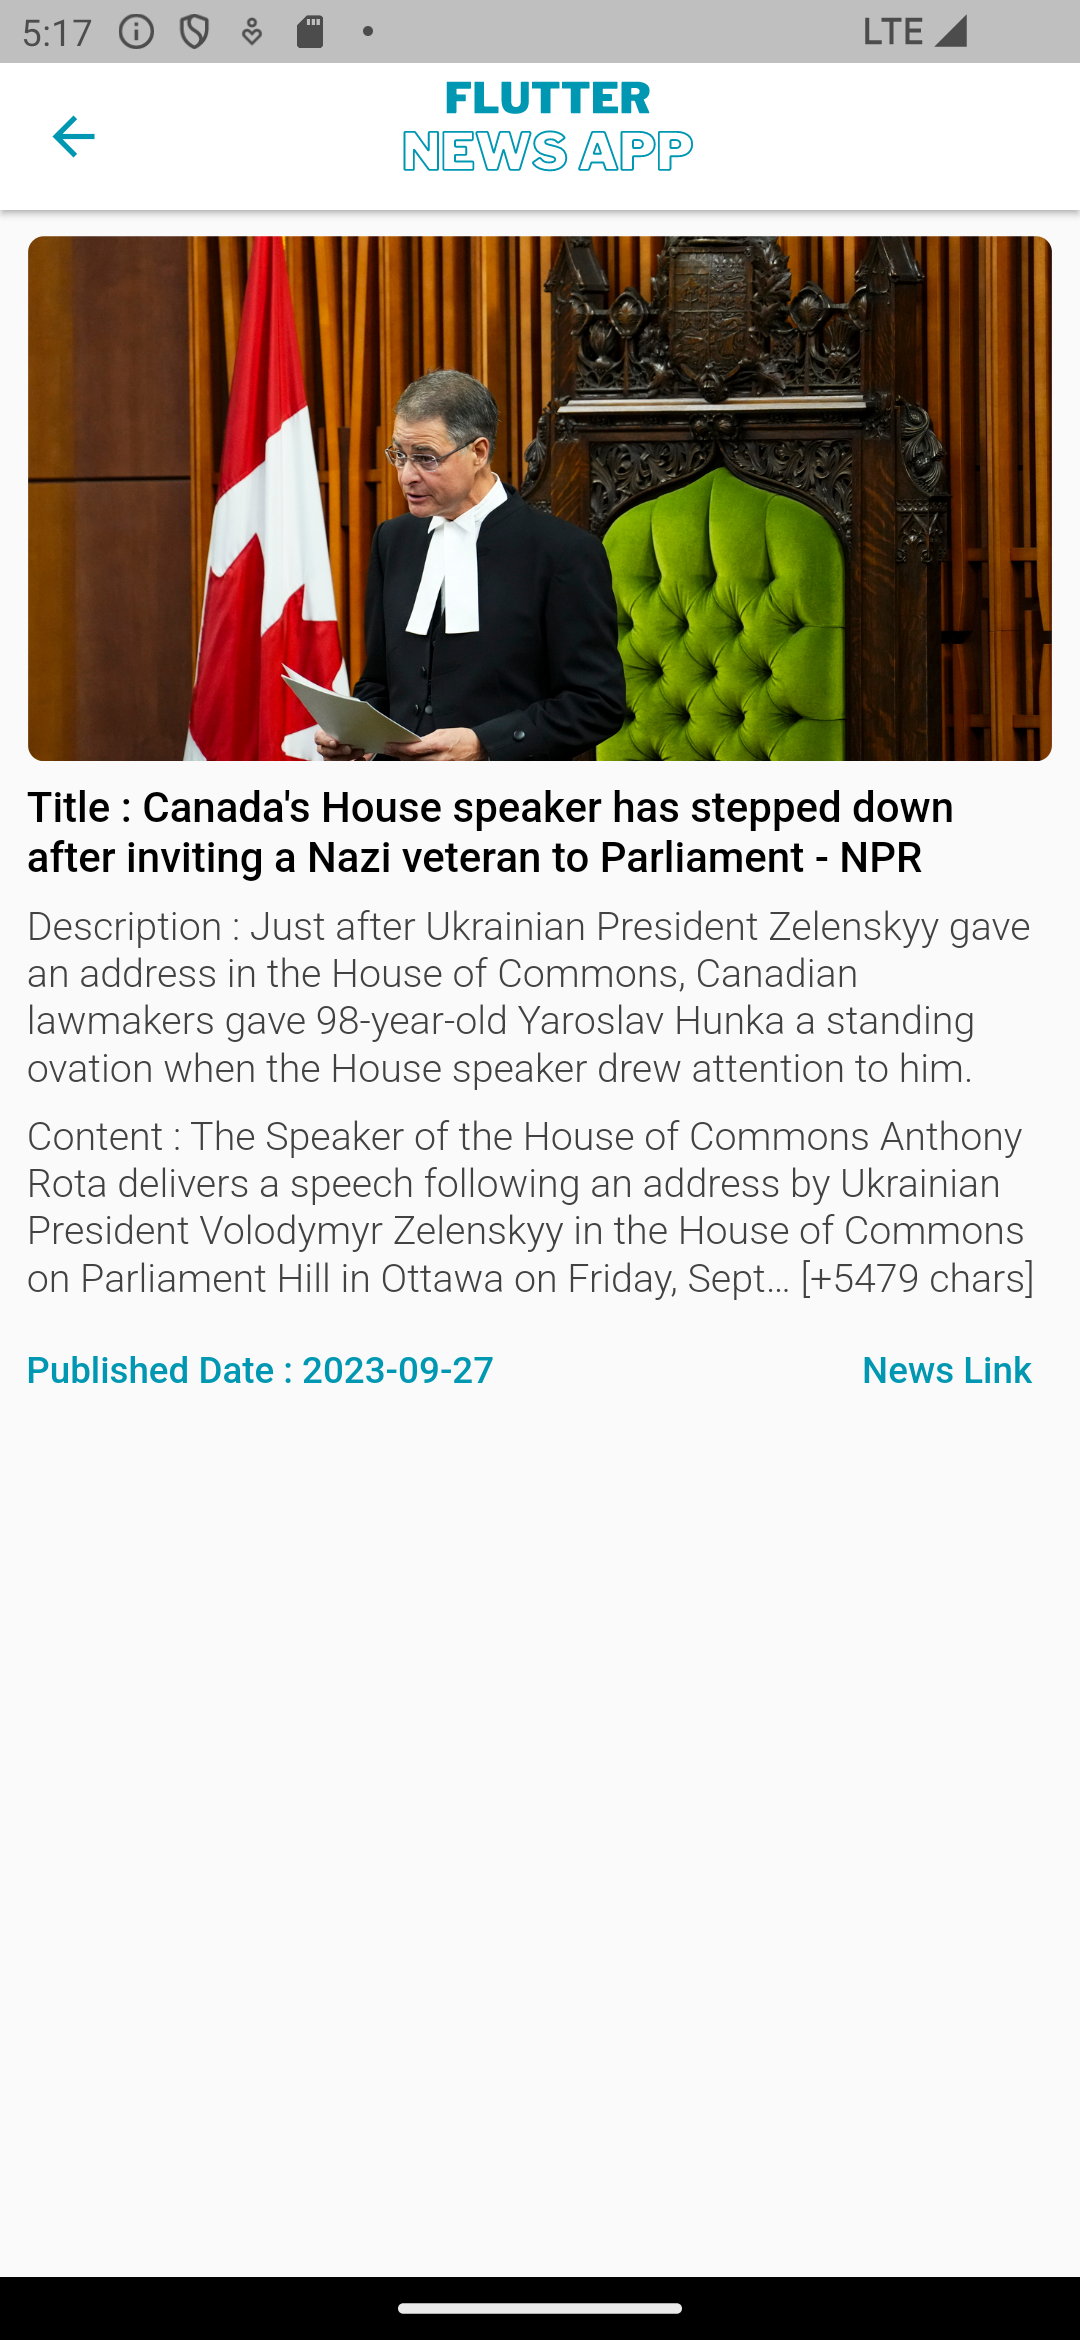 5:17
LTE
FLUTTER
NEWS APP
Title : Canada's House speaker has stepped down
after inviting a Nazi veteran to Parliament - NPR
Description : Just after Ukrainian President Zelenskyy gave
an address in the House of Commons, Canadian
lawmakers gave 98-year-old Yaroslav Hunka a standing
ovation when the House speaker drew attention to him.
Content : The Speaker of the House of Commons Anthony
Rota delivers a speech following an address by Ukrainian
President Volodymyr Zelenskyy in the House of Commons
on Parliament Hill in Ottawa on Friday, Sept… [+5479 chars]
Published Date : 2023-09-27
News Link